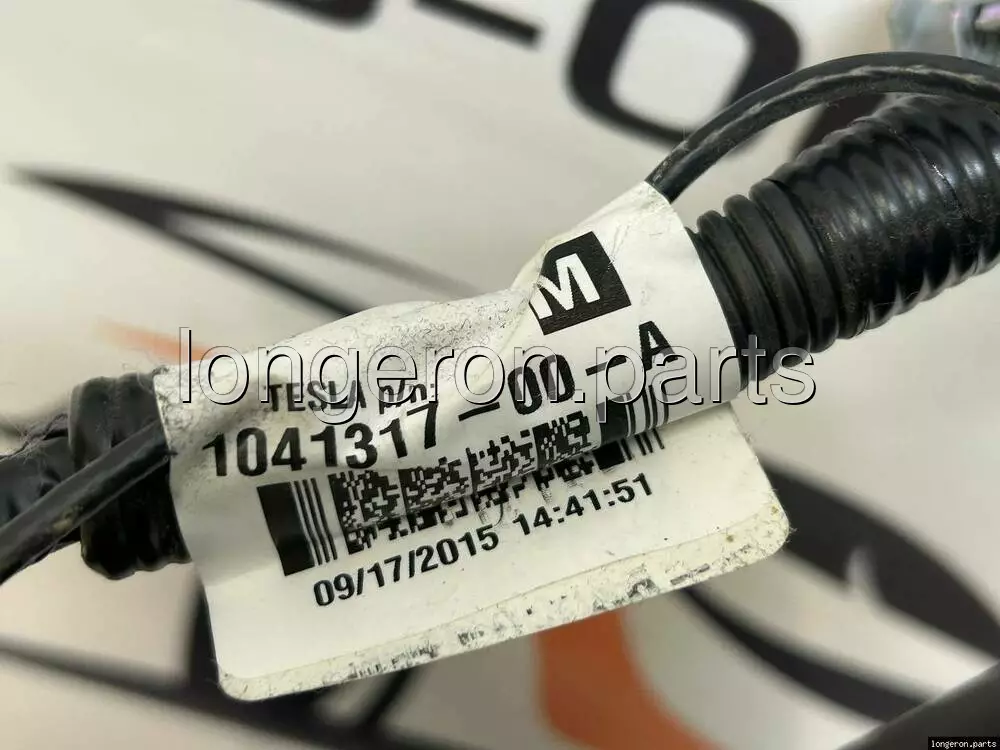 M
TESLA p/n:
1041317-00-A
09/17/2015 14:41:51
longeron.parts
longeron.parts